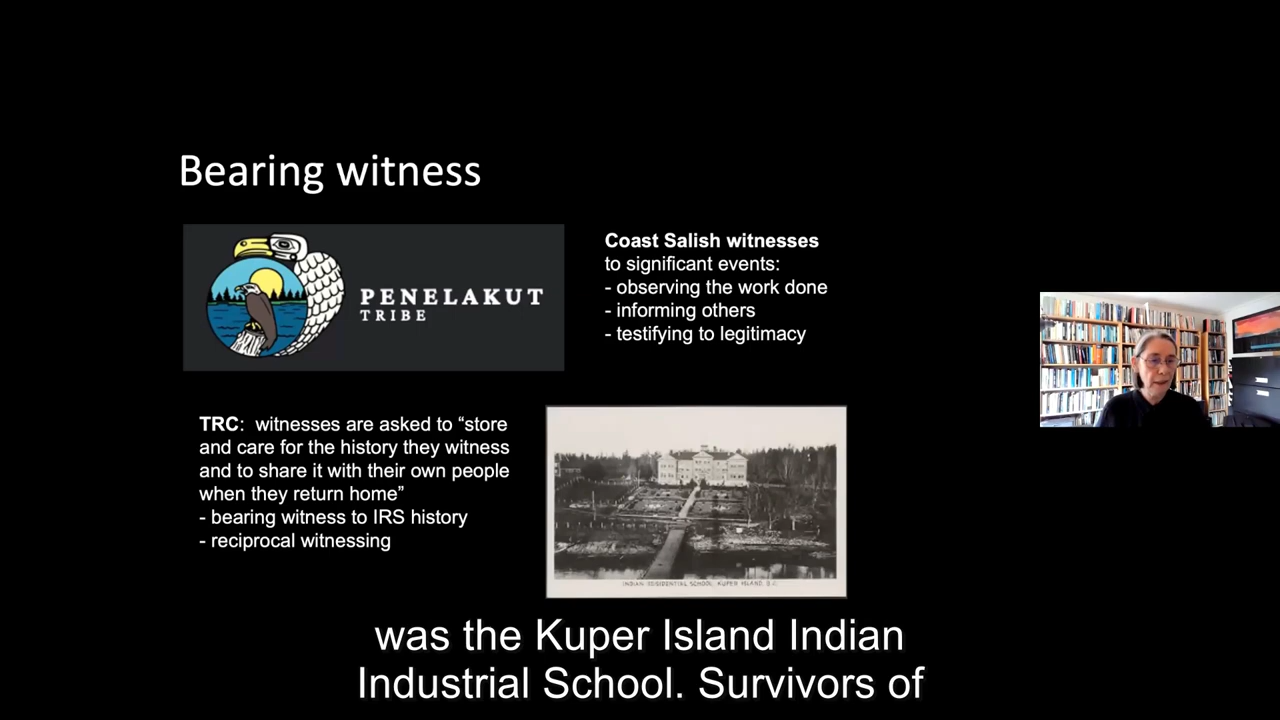 Bearing witness
PENELAKUT
TRIBE
Coast Salish witnesses
to significant events:
- observing the work done
- informing others
- testifying to legitimacy
TRC:  witnesses are asked to “store
and care for the history they witness
and to share it with their own people
when they return home”
- bearing witness to IRS history
- reciprocal witnessing
INDIAN RESIDENTIAL SCHOOL, KUPER ISLAND, B.C.
was the Kuper Island Indian
Industrial School. Survivors of